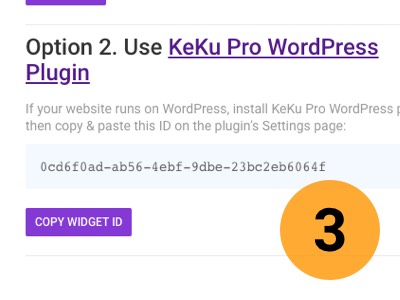 Option 2. Use KeKu Pro WordPress
Plugin
If your website runs on WordPress, install KeKu Pro WordPress
then copy & paste this ID on the plugin's Settings page:
0cd6f0ad-ab56-4ebf-9dbe-23bc2eb6064f
COPY WIDGET ID
3